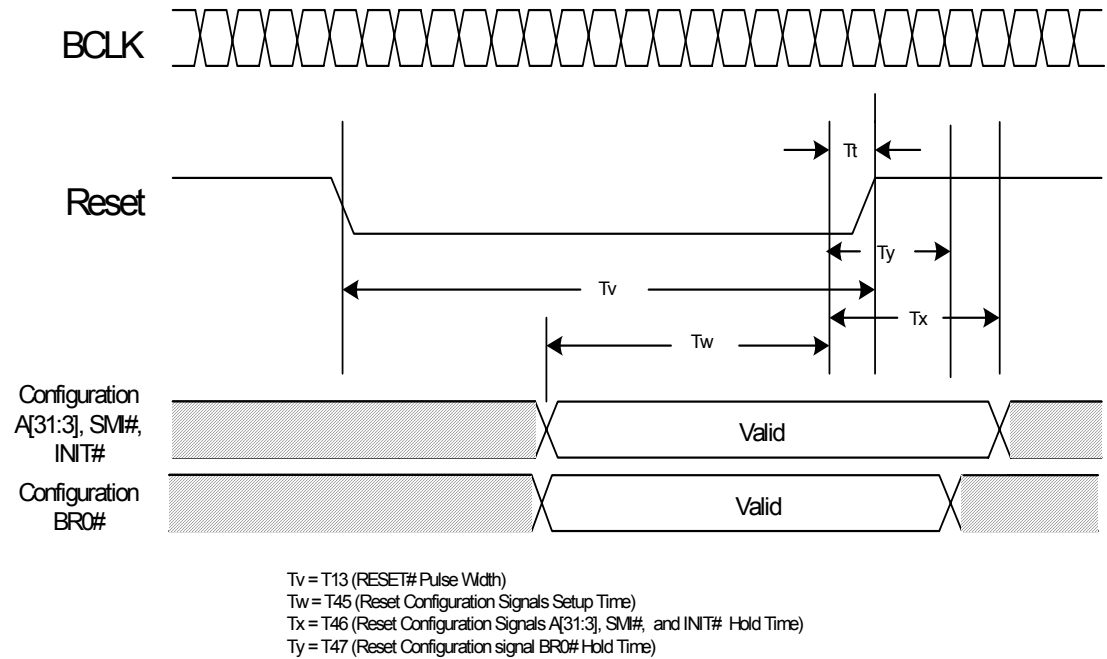 BCLK
Tt
Reset
Ty
Tv
Tx
Tw
Configuration
A[31:3], SMI#,
INIT#
Valid
Configuration
BR0#
Valid
Tv = T13 (RESET# Pulse Width)
Tw = T45 (Reset Configuration Signals Setup Time)
Tx = T46 (Reset Configuration Signals A[31:3], SMI#, and INIT# Hold Time)
Ty = T47 (Reset Configuration signal BR0# Hold Time)